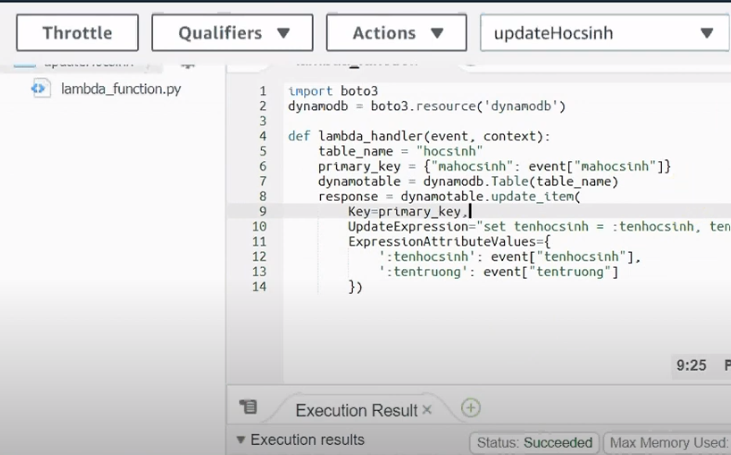 Throttle
Qualifiers
Actions
updateHocsinh
lambda_function.py
1 import boto3
2 dynamodb = boto3.resource('dynamodb')
3
4 def lambda_handler(event, context):
5 table_name = "hocsinh"
6 primary_key = {"mahocsinh": event["mahocsinh"]}
7 dynamotable = dynamodb.Table(table_name)
8 response = dynamotable.update_item(
9 Key=primary_key,
10 UpdateExpression="set tenhocsinh = :tenhocsinh, ten
11 ExpressionAttributeValues={
12 ':tenhocsinh': event["tenhocsinh"],
13 ':tentruong': event["tentruong"]
14 })
9:25 P
Execution Result ×
Execution results
Status: Succeeded
Max Memory Used: